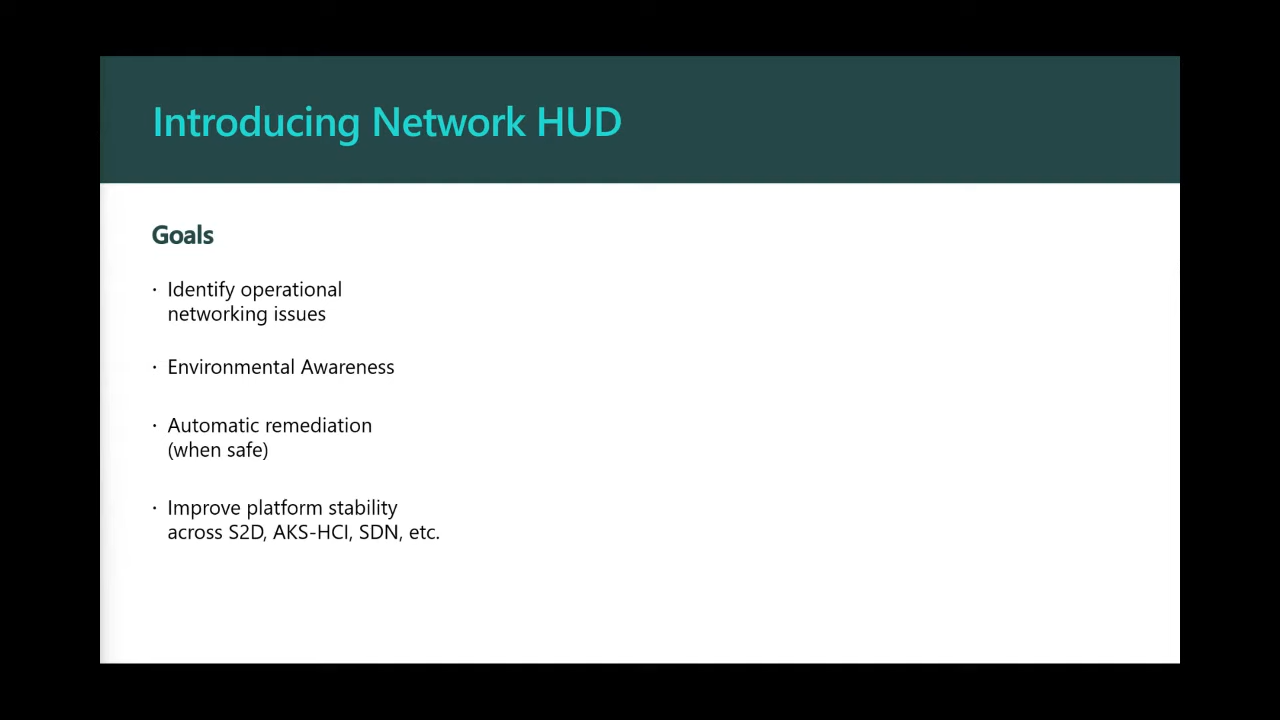 Introducing Network HUD
Goals
· Identify operational
networking issues
· Environmental Awareness
· Automatic remediation
(when safe)
· Improve platform stability
across S2D, AKS-HCI, SDN, etc.